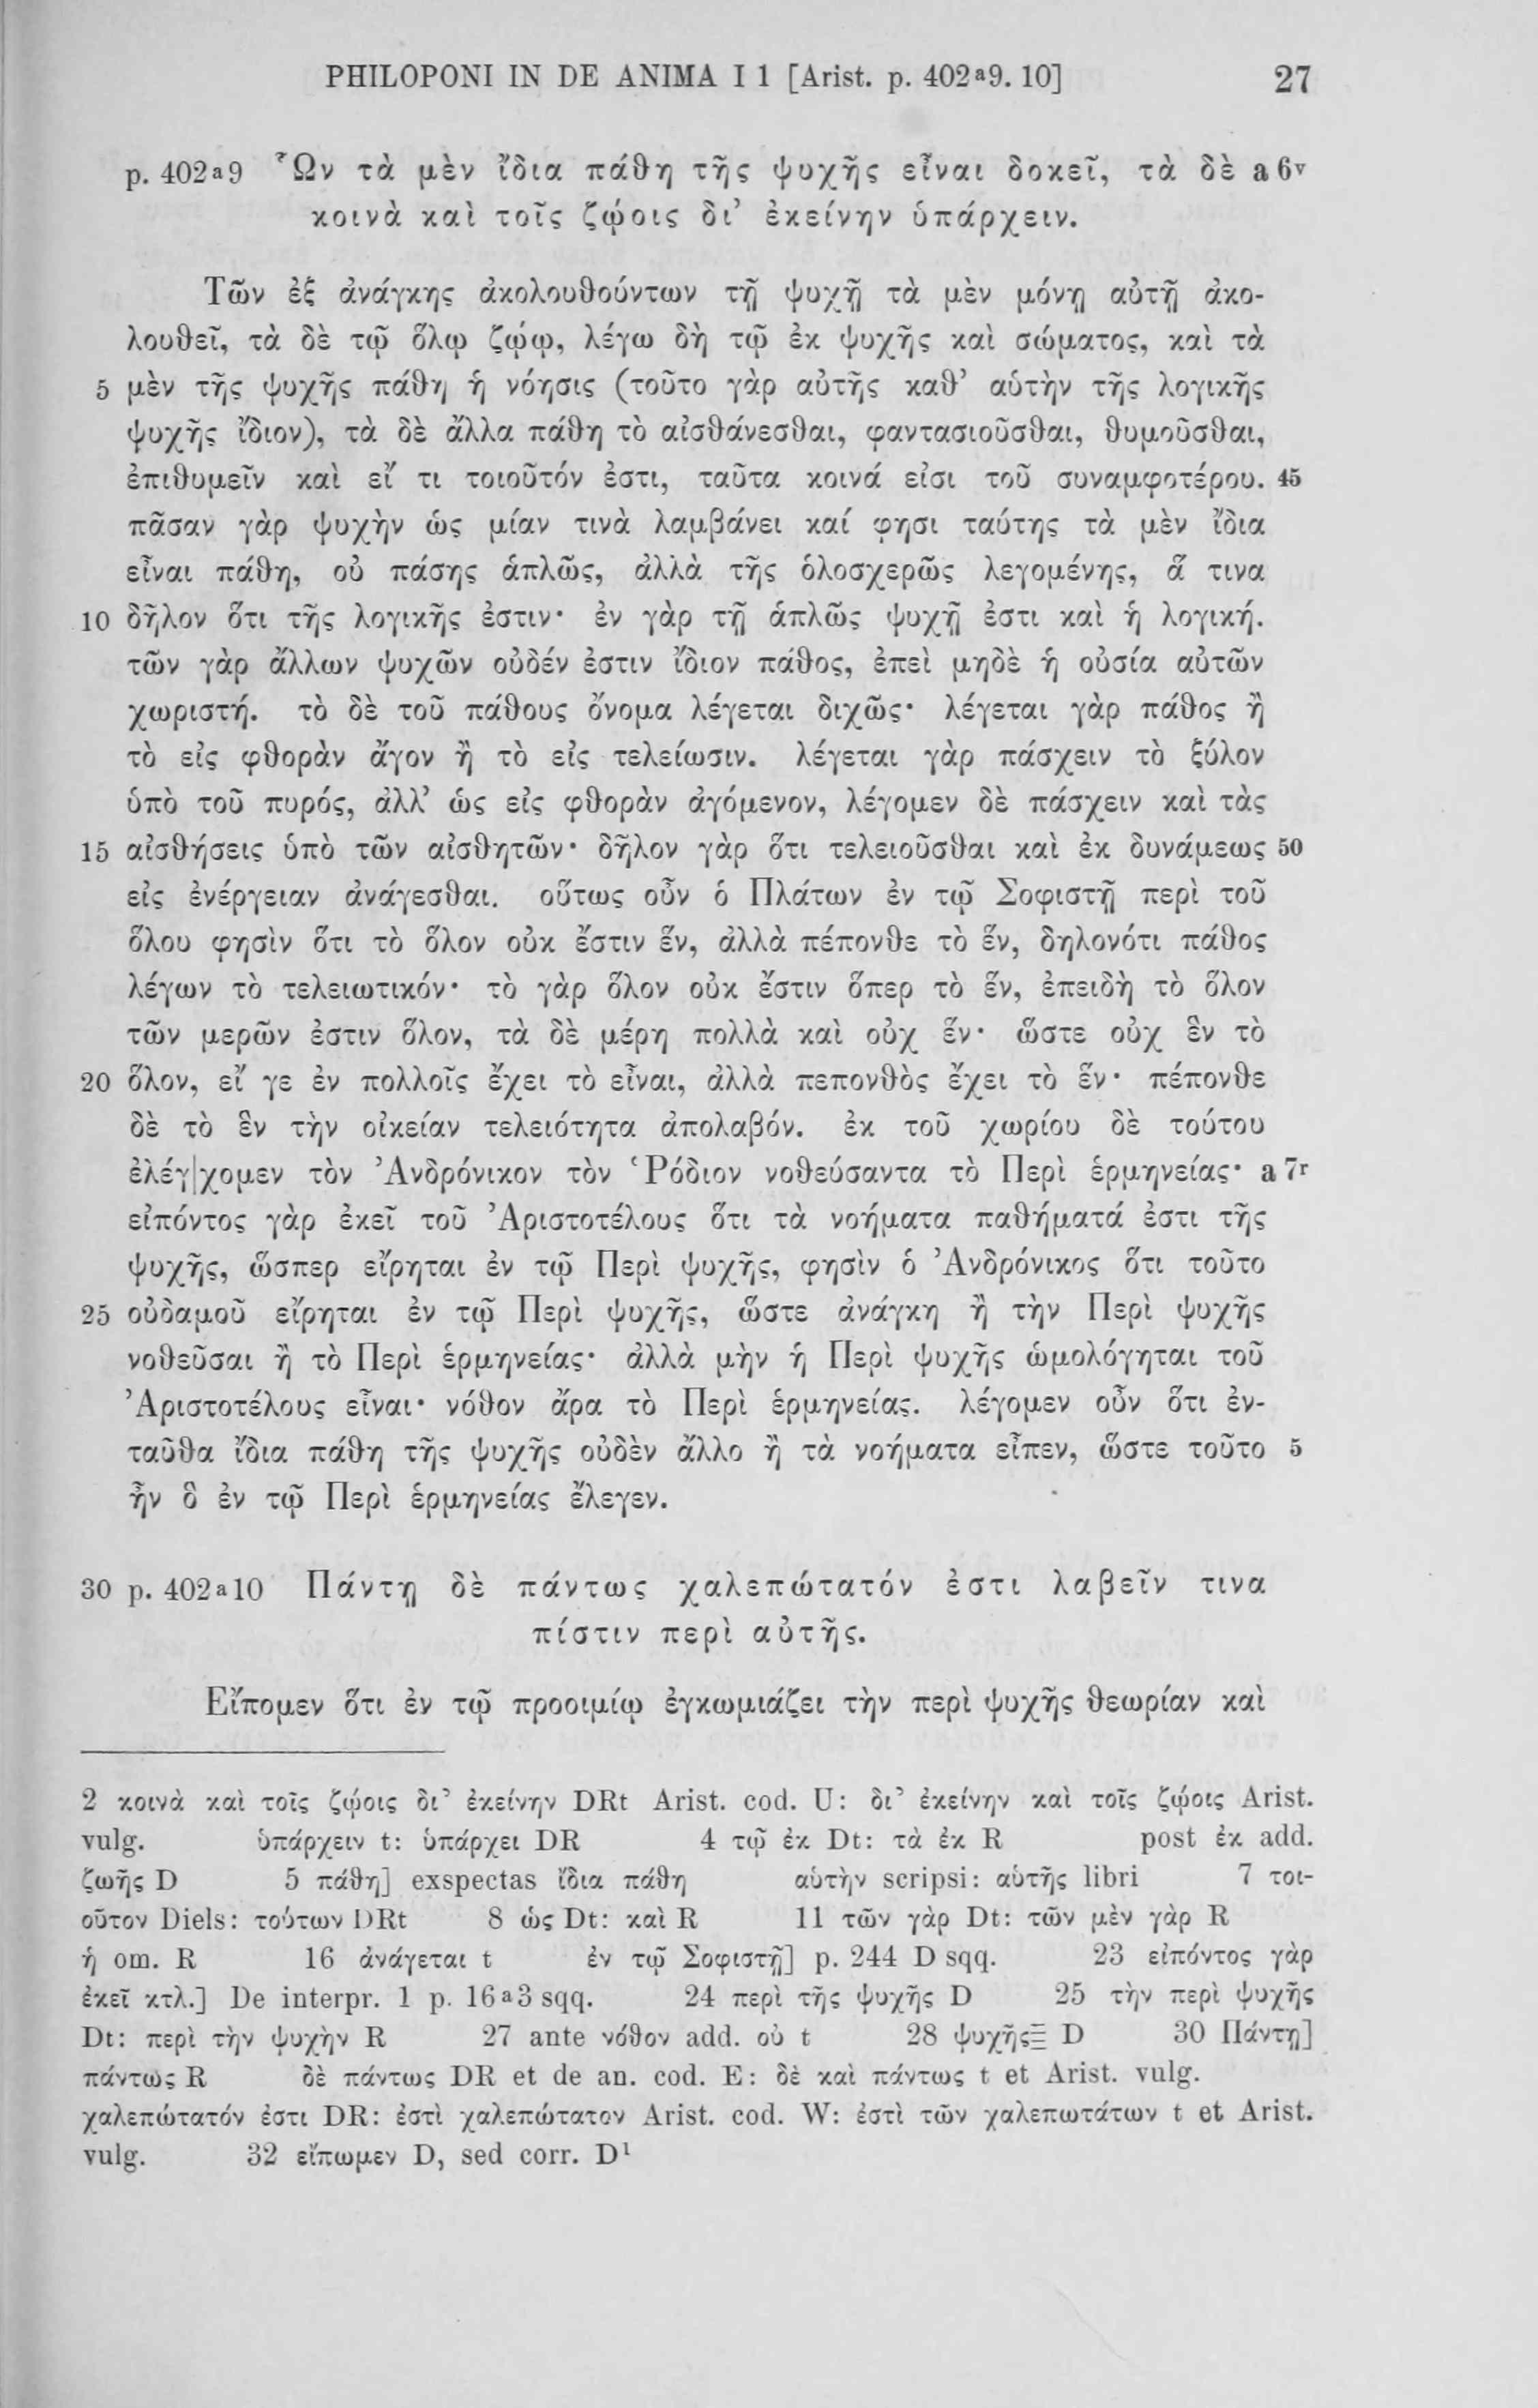 PHILOPONI IN DE ANIMA I 1 [Arist. p. 402ᵃ9. 10] 27
p. 402ᵃ9 Ὧν τὰ μὲν ἴδια πάθη τῆς ψυχῆς εἶναι δοκεῖ, τὰ δὲ a 6ᵛ
κοινὰ καὶ τοῖς ζῴοις δι’ ἐκείνην ὑπάρχειν.
Τῶν ἐξ ἀνάγκης ἀκολουθούντων τῇ ψυχῇ τὰ μὲν μόνῃ αὐτῇ ἀκο-
λουθεῖ, τὰ δὲ τῷ ὅλῳ ζῴῳ, λέγω δὴ τῷ ἐκ ψυχῆς καὶ σώματος, καὶ τὰ
5 μὲν τῆς ψυχῆς πάθη ἡ νόησις (τοῦτο γὰρ αὐτῆς καθ’ αὑτὴν τῆς λογικῆς
ψυχῆς ἴδιον), τὰ δὲ ἄλλα πάθη τὸ αἰσθάνεσθαι, φαντασιοῦσθαι, θυμοῦσθαι,
ἐπιθυμεῖν καὶ εἴ τι τοιοῦτόν ἐστι, ταῦτα κοινά εἰσι τοῦ συναμφοτέρου. 45
πᾶσαν γὰρ ψυχὴν ὡς μίαν τινὰ λαμβάνει καί φησι ταύτης τὰ μὲν ἴδια
εἶναι πάθη, οὐ πάσης ἁπλῶς, ἀλλὰ τῆς ὁλοσχερῶς λεγομένης, ἅ τινα
10 δῆλον ὅτι τῆς λογικῆς ἐστιν· ἐν γὰρ τῇ ἁπλῶς ψυχῇ ἐστι καὶ ἡ λογική.
τῶν γὰρ ἄλλων ψυχῶν οὐδέν ἐστιν ἴδιον πάθος, ἐπεὶ μηδὲ ἡ οὐσία αὐτῶν
χωριστή. τὸ δὲ τοῦ πάθους ὄνομα λέγεται διχῶς· λέγεται γὰρ πάθος ἢ
τὸ εἰς φθορὰν ἄγον ἢ τὸ εἰς τελείωσιν. λέγεται γὰρ πάσχειν τὸ ξύλον
ὑπὸ τοῦ πυρός, ἀλλ’ ὡς εἰς φθορὰν ἀγόμενον, λέγομεν δὲ πάσχειν καὶ τὰς
15 αἰσθήσεις ὑπὸ τῶν αἰσθητῶν· δῆλον γὰρ ὅτι τελειοῦσθαι καὶ ἐκ δυνάμεως 50
εἰς ἐνέργειαν ἀνάγεσθαι. οὕτως οὖν ὁ Πλάτων ἐν τῷ Σοφιστῇ περὶ τοῦ
ὅλου φησὶν ὅτι τὸ ὅλον οὐκ ἔστιν ἕν, ἀλλὰ πέπονθε τὸ ἕν, δηλονότι πάθος
λέγων τὸ τελειωτικόν· τὸ γὰρ ὅλον οὐκ ἔστιν ὅπερ τὸ ἕν, ἐπειδὴ τὸ ὅλον
τῶν μερῶν ἐστιν ὅλον, τὰ δὲ μέρη πολλὰ καὶ οὐχ ἕν· ὥστε οὐχ ἓν τὸ
20 ὅλον, εἴ γε ἐν πολλοῖς ἔχει τὸ εἶναι, ἀλλὰ πεπονθὸς ἔχει τὸ ἕν· πέπονθε
δὲ τὸ ἓν τὴν οἰκείαν τελειότητα ἀπολαβόν. ἐκ τοῦ χωρίου δὲ τούτου
ἐλέγ|χομεν τὸν Ἀνδρόνικον τὸν Ῥόδιον νοθεύσαντα τὸ Περὶ ἑρμηνείας· a 7ʳ
εἰπόντος γὰρ ἐκεῖ τοῦ Ἀριστοτέλους ὅτι τὰ νοήματα παθήματά ἐστι τῆς
ψυχῆς, ὥσπερ εἴρηται ἐν τῷ Περὶ ψυχῆς, φησὶν ὁ Ἀνδρόνικος ὅτι τοῦτο
25 οὐδαμοῦ εἴρηται ἐν τῷ Περὶ ψυχῆς, ὥστε ἀνάγκη ἢ τὴν Περὶ ψυχῆς
νοθεῦσαι ἢ τὸ Περὶ ἑρμηνείας· ἀλλὰ μὴν ἡ Περὶ ψυχῆς ὡμολόγηται τοῦ
Ἀριστοτέλους εἶναι· νόθον ἄρα τὸ Περὶ ἑρμηνείας. λέγομεν οὖν ὅτι ἐν-
ταῦθα ἴδια πάθη τῆς ψυχῆς οὐδὲν ἄλλο ἢ τὰ νοήματα εἶπεν, ὥστε τοῦτο 5
ἦν ὃ ἐν τῷ Περὶ ἑρμηνείας ἔλεγεν.
30 p. 402ᵃ10 Πάντῃ δὲ πάντως χαλεπώτατόν ἐστι λαβεῖν τινα
πίστιν περὶ αὐτῆς.
Εἴπομεν ὅτι ἐν τῷ προοιμίῳ ἐγκωμιάζει τὴν περὶ ψυχῆς θεωρίαν καὶ
2 κοινὰ καὶ τοῖς ζῴοις δι’ ἐκείνην DRt Arist. cod. U: δι’ ἐκείνην καὶ τοῖς ζῴοις Arist.
vulg. ὑπάρχειν t: ὑπάρχει DR 4 τῷ ἐκ Dt: τὰ ἐκ R post ἐκ add.
ζωῆς D 5 πάθη] exspectas ἴδια πάθη αὑτὴν scripsi: αὑτῆς libri 7 τοι-
οῦτον Diels: τούτων DRt 8 ὡς Dt: καὶ R 11 τῶν γὰρ Dt: τῶν μὲν γὰρ R
ἡ om. R 16 ἀνάγεται t ἐν τῷ Σοφιστῇ] p. 244 D sqq. 23 εἰπόντος γὰρ
ἐκεῖ κτλ.] De interpr. 1 p. 16ᵃ3 sqq. 24 περὶ τῆς ψυχῆς D 25 τὴν περὶ ψυχῆς
Dt: περὶ τὴν ψυχὴν R 27 ante νόθον add. οὐ t 28 ψυχῆς Ξ D 30 Πάντῃ]
πάντως R δὲ πάντως DR et de an. cod. E: δὲ καὶ πάντως t et Arist. vulg.
χαλεπώτατόν ἐστι DR: ἐστὶ χαλεπώτατον Arist. cod. W: ἐστὶ τῶν χαλεπωτάτων t et Arist.
vulg. 32 εἴπωμεν D, sed corr. D¹